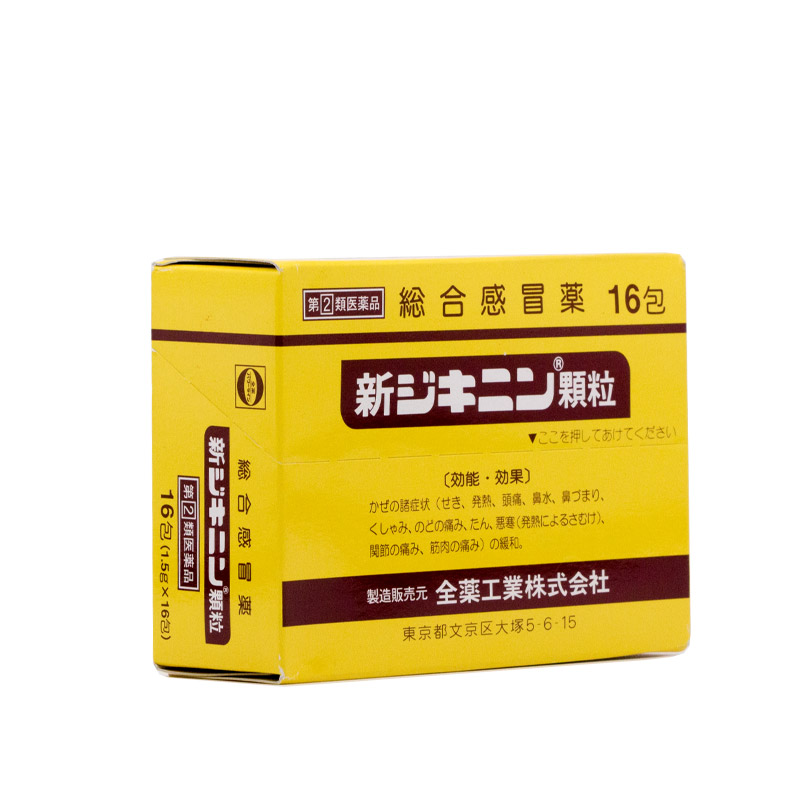 第②類医薬品 総合感冒薬 16包
新ジキニン®顆粒
▼ここを押してあけてください
〔効能・効果〕
かぜの諸症状（せき、発熱、頭痛、鼻水、鼻づまり、
くしゃみ、のどの痛み、たん、悪寒（発熱によるさむけ）、
関節の痛み、筋肉の痛み）の緩和。
製造販売元 全薬工業株式会社
東京都文京区大塚5-6-15
総合感冒薬
新ジキニン®顆粒
第②類医薬品
16包（1.5g×16包）